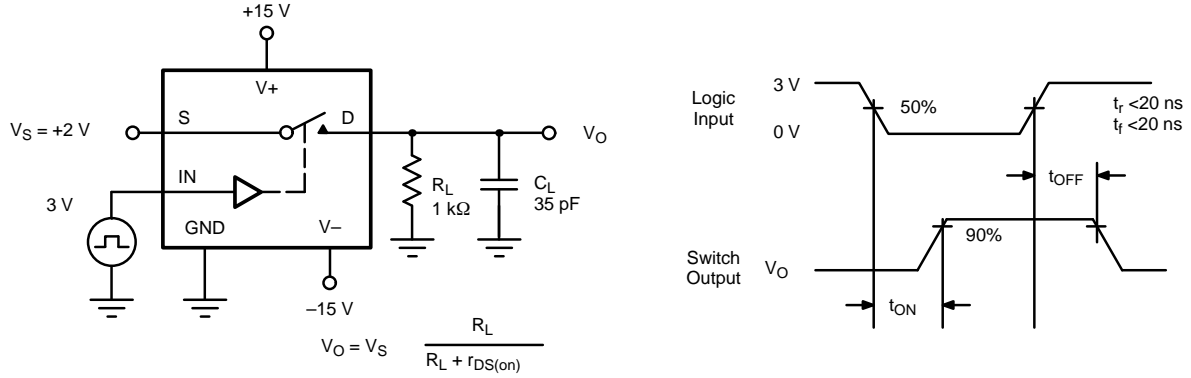 +15 V
V+
S
D
V_S = +2 V
V_O
IN
3 V
GND
V–
R_L
1 kΩ
C_L
35 pF
–15 V
V_O = V_S R_L / R_L + r_DS(on)
Logic
Input
3 V
0 V
50%
t_r <20 ns
t_f <20 ns
t_OFF
Switch
Output
V_O
90%
t_ON